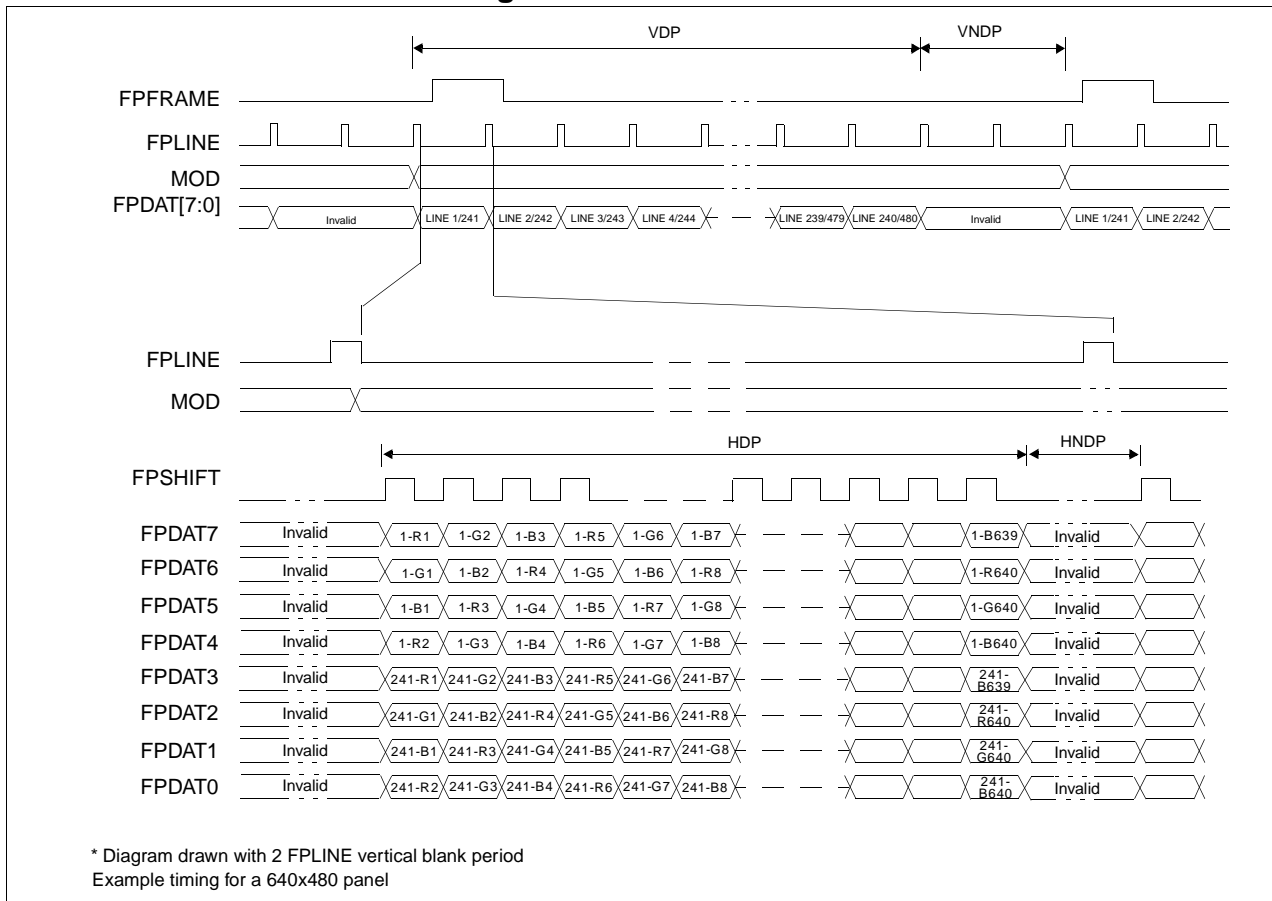 VDP VNDP
FPFRAME
FPLINE
MOD
FPDAT[7:0] Invalid LINE 1/241 LINE 2/242 LINE 3/243 LINE 4/244 LINE 239/479 LINE 240/480 Invalid LINE 1/241 LINE 2/242
FPLINE
MOD
HDP HNDP
FPSHIFT
FPDAT7 Invalid 1-R1 1-G2 1-B3 1-R5 1-G6 1-B7 1-B639 Invalid
FPDAT6 Invalid 1-G1 1-B2 1-R4 1-G5 1-B6 1-R8 1-R640 Invalid
FPDAT5 Invalid 1-B1 1-R3 1-G4 1-B5 1-R7 1-G8 1-G640 Invalid
FPDAT4 Invalid 1-R2 1-G3 1-B4 1-R6 1-G7 1-B8 1-B640 Invalid
FPDAT3 Invalid 241-R1 241-G2 241-B3 241-R5 241-G6 241-B7 241-B639 Invalid
FPDAT2 Invalid 241-G1 241-B2 241-R4 241-G5 241-B6 241-R8 241-R640 Invalid
FPDAT1 Invalid 241-B1 241-R3 241-G4 241-B5 241-R7 241-G8 241-G640 Invalid
FPDAT0 Invalid 241-R2 241-G3 241-B4 241-R6 241-G7 241-B8 241-B640 Invalid
* Diagram drawn with 2 FPLINE vertical blank period
Example timing for a 640x480 panel